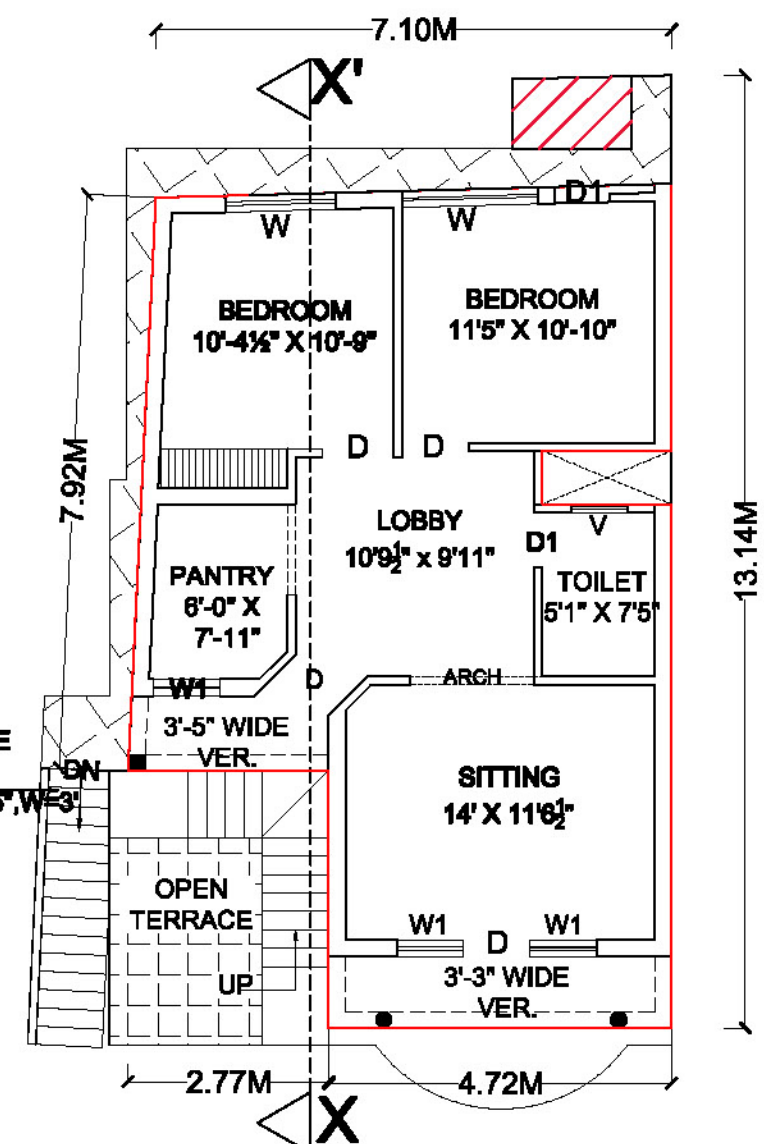 7.10M
X'
W
W
D1
BEDROOM
10'-4½" X 10'-9"
BEDROOM
11'5" X 10'-10"
7.92M
D
D
LOBBY
10'9½" x 9'11"
D1
V
TOILET
5'1" X 7'5"
13.14M
PANTRY
6'-0" X
7'-11"
W1
D
ARCH
3'-5" WIDE
VER.
E
DN
5",W=3'
SITTING
14' X 11'6½"
OPEN
TERRACE
UP
W1
D
W1
3'-3" WIDE
VER.
2.77M
4.72M
X